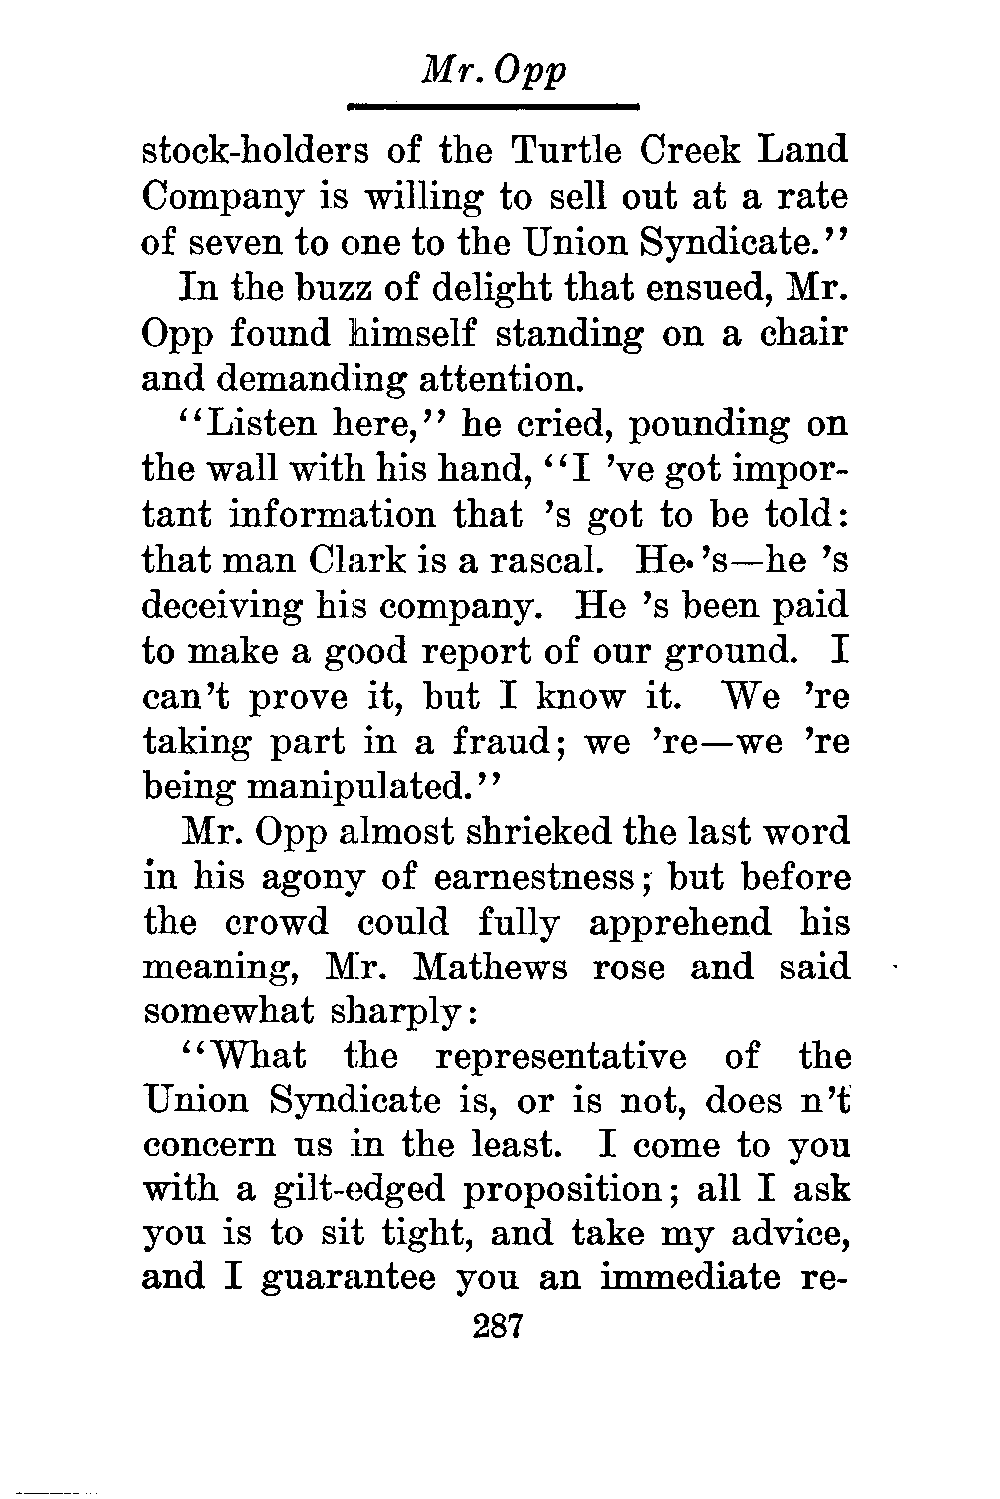 Mr. Opp
stock-holders of the Turtle Creek Land
Company is willing to sell out at a rate
of seven to one to the Union Syndicate."
In the buzz of delight that ensued, Mr.
Opp found himself standing on a chair
and demanding attention.
"Listen here," he cried, pounding on
the wall with his hand, "I 've got impor-
tant information that 's got to be told:
that man Clark is a rascal. He 's—he 's
deceiving his company. He 's been paid
to make a good report of our ground. I
can't prove it, but I know it. We 're
taking part in a fraud; we 're—we 're
being manipulated."
Mr. Opp almost shrieked the last word
in his agony of earnestness; but before
the crowd could fully apprehend his
meaning, Mr. Mathews rose and said
somewhat sharply:
"What the representative of the
Union Syndicate is, or is not, does n't
concern us in the least. I come to you
with a gilt-edged proposition; all I ask
you is to sit tight, and take my advice,
and I guarantee you an immediate re-
287